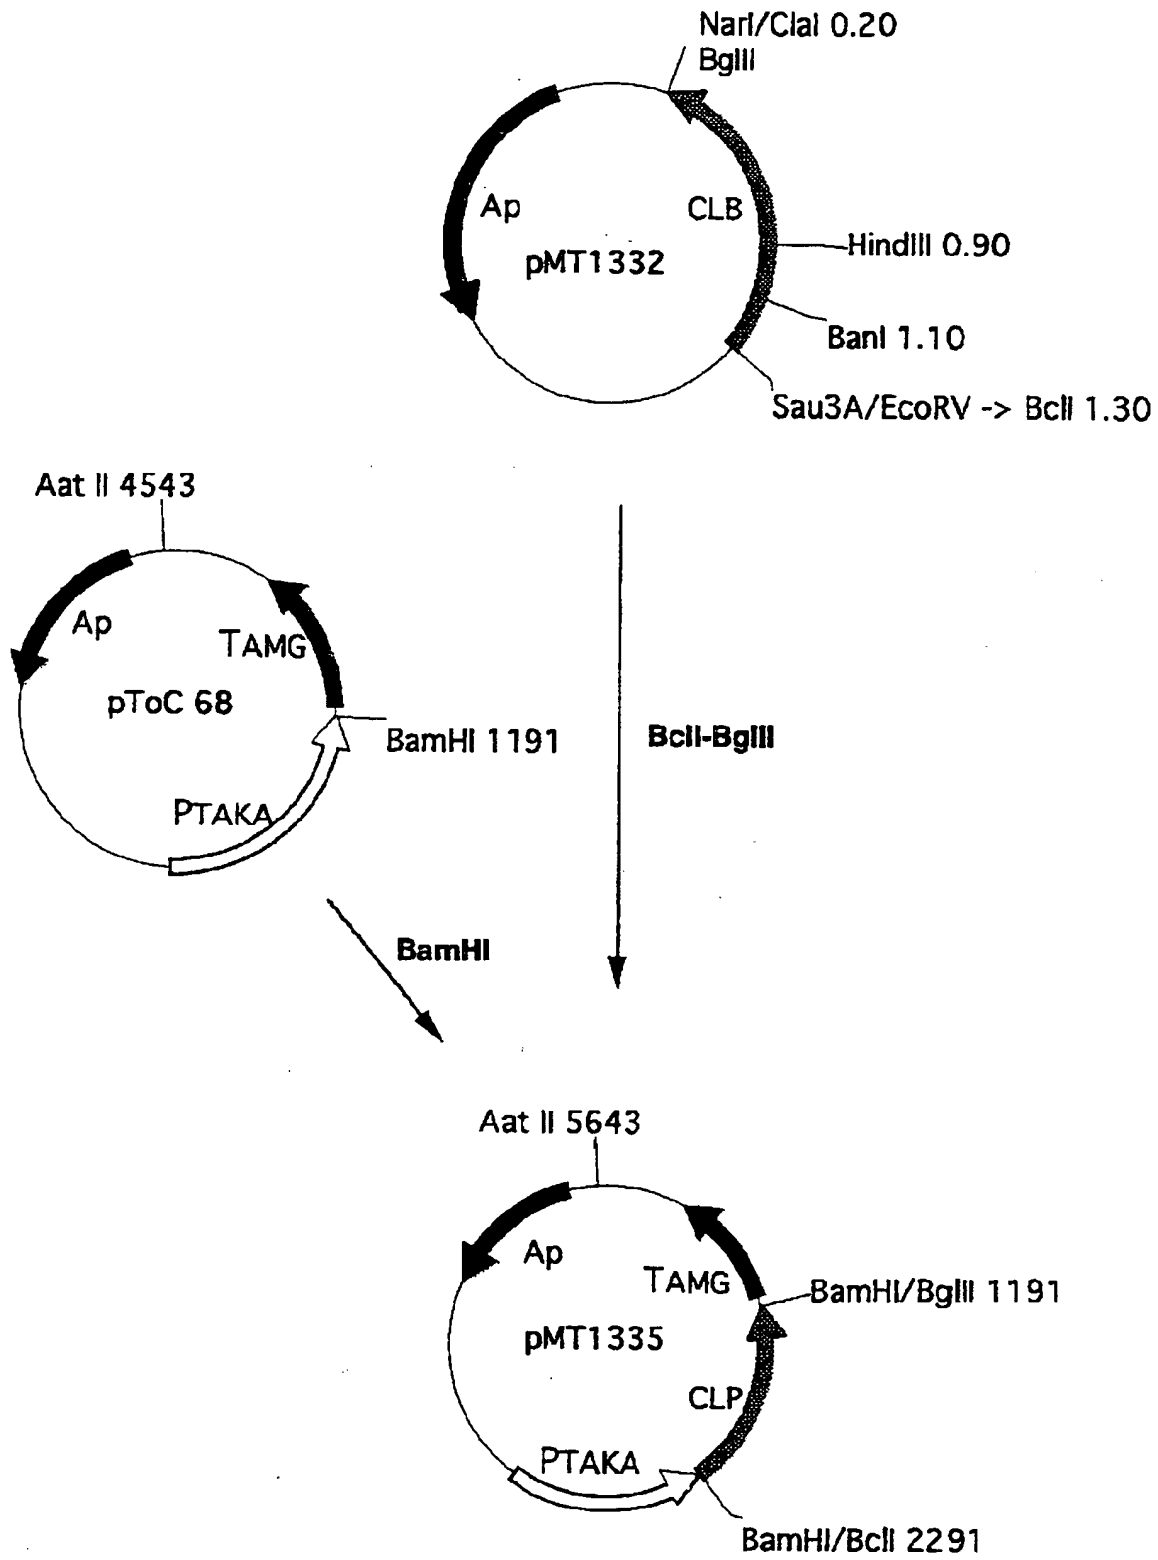 NarI/ClaI 0.20
BglII
Ap
CLB
pMT1332
HindIII 0.90
BanI 1.10
Sau3A/EcoRV -> BclI 1.30
Aat II 4543
Ap
TAMG
pToC 68
BamHI 1191
BclI-BglII
PTAKA
BamHI
Aat II 5643
Ap
TAMG
BamHI/BglII 1191
pMT1335
CLP
PTAKA
BamHI/BclI 2291